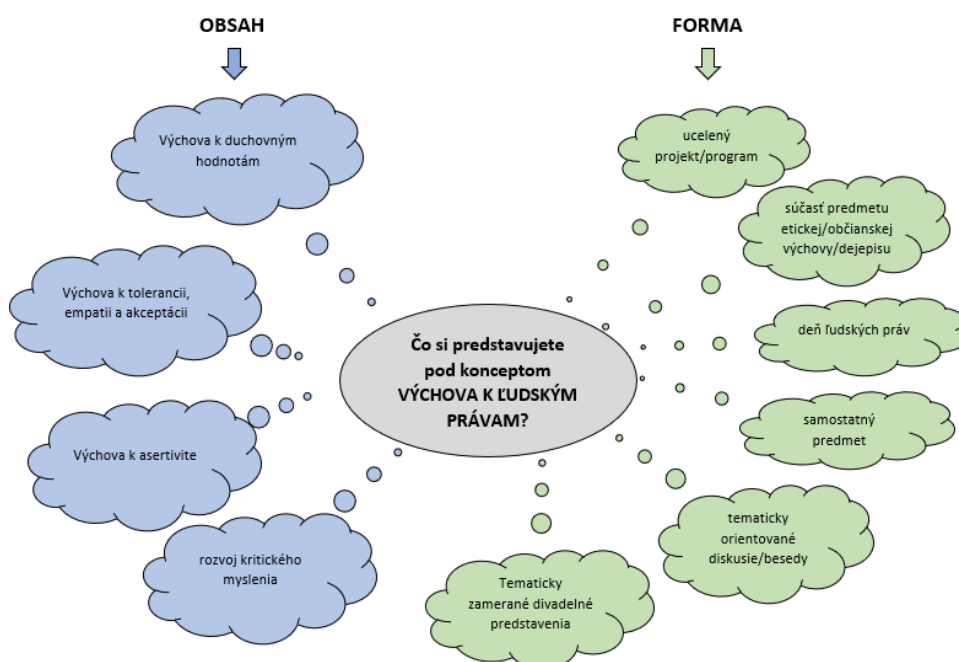 OBSAH
FORMA
Výchova k duchovným
hodnotám
Výchova k tolerancii,
empatii a akceptácii
Výchova k asertivite
rozvoj kritického
myslenia
Čo si predstavujete
pod konceptom
VÝCHOVA K ĽUDSKÝM
PRÁVAM?
ucelený
projekt/program
súčasť predmetu
etickej/občianskej
výchovy/dejepisu
deň ľudských práv
samostatný
predmet
tematicky
orientované
diskusie/besedy
Tematicky
zamerané divadelné
predstavenia